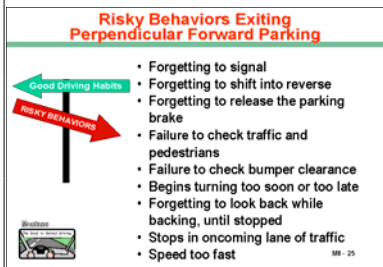 Risky Behaviors Exiting
Perpendicular Forward Parking
Good Driving Habits
RISKY BEHAVIORS
• Forgetting to signal
• Forgetting to shift into reverse
• Forgetting to release the parking
brake
• Failure to check traffic and
pedestrians
• Failure to check bumper clearance
• Begins turning too soon or too late
• Forgetting to look back while
backing, until stopped
• Stops in oncoming lane of traffic
• Speed too fast